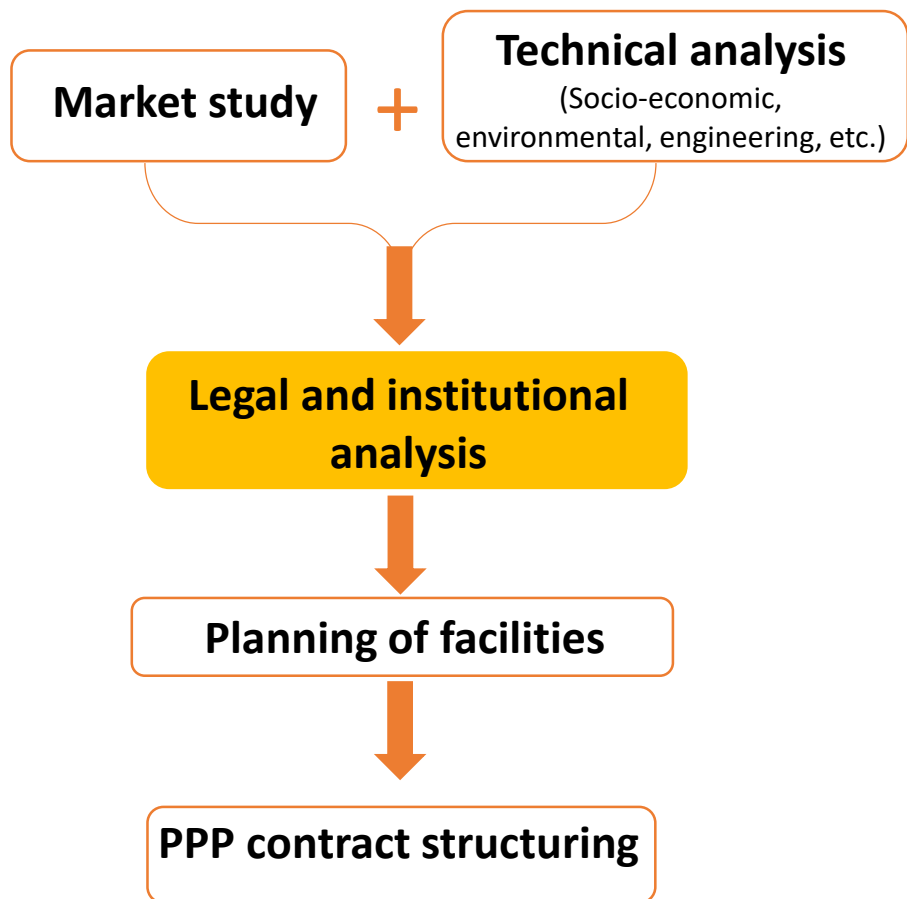 Market study
+
Technical analysis
(Socio-economic,
environmental, engineering, etc.)
Legal and institutional
analysis
Planning of facilities
PPP contract structuring